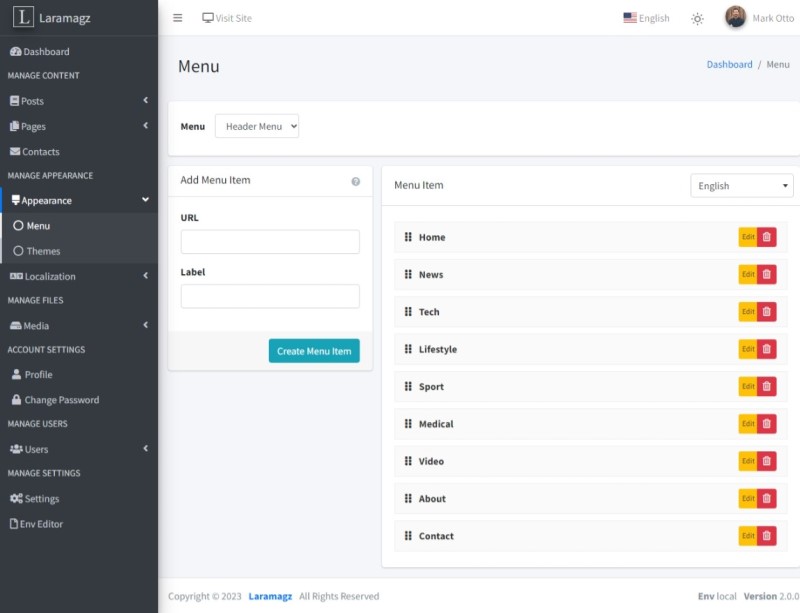 L Laramagz
Visit Site
English
Mark Otto
Dashboard
MANAGE CONTENT
Posts
Pages
Contacts
MANAGE APPEARANCE
Appearance
Menu
Themes
Localization
MANAGE FILES
Media
ACCOUNT SETTINGS
Profile
Change Password
MANAGE USERS
Users
MANAGE SETTINGS
Settings
Env Editor
Menu
Dashboard / Menu
Menu Header Menu
Add Menu Item
URL
Label
Create Menu Item
Menu Item English
Home Edit
News Edit
Tech Edit
Lifestyle Edit
Sport Edit
Medical Edit
Video Edit
About Edit
Contact Edit
Copyright © 2023 Laramagz All Rights Reserved
Env local Version 2.0.0